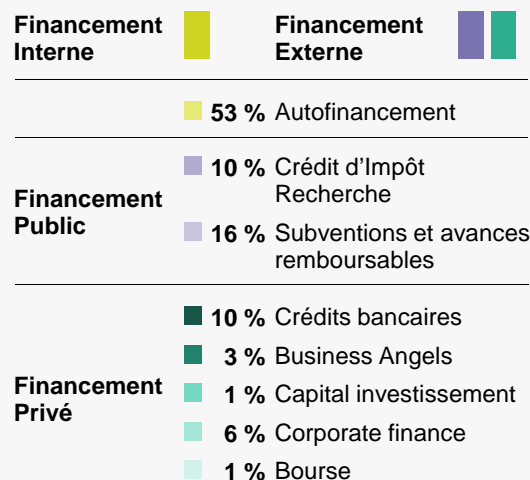 Financement
Interne
Financement
Externe
53 % Autofinancement
Financement
Public
10 % Crédit d'Impôt
Recherche
16 % Subventions et avances
remboursables
Financement
Privé
10 % Crédits bancaires
3 % Business Angels
1 % Capital investissement
6 % Corporate finance
1 % Bourse